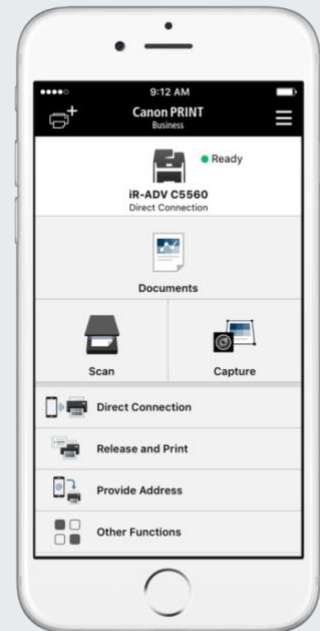 9:12 AM
Canon PRINT
Business
Ready
iR-ADV C5560
Direct Connection
Documents
Scan
Capture
Direct Connection
Release and Print
Provide Address
Other Functions